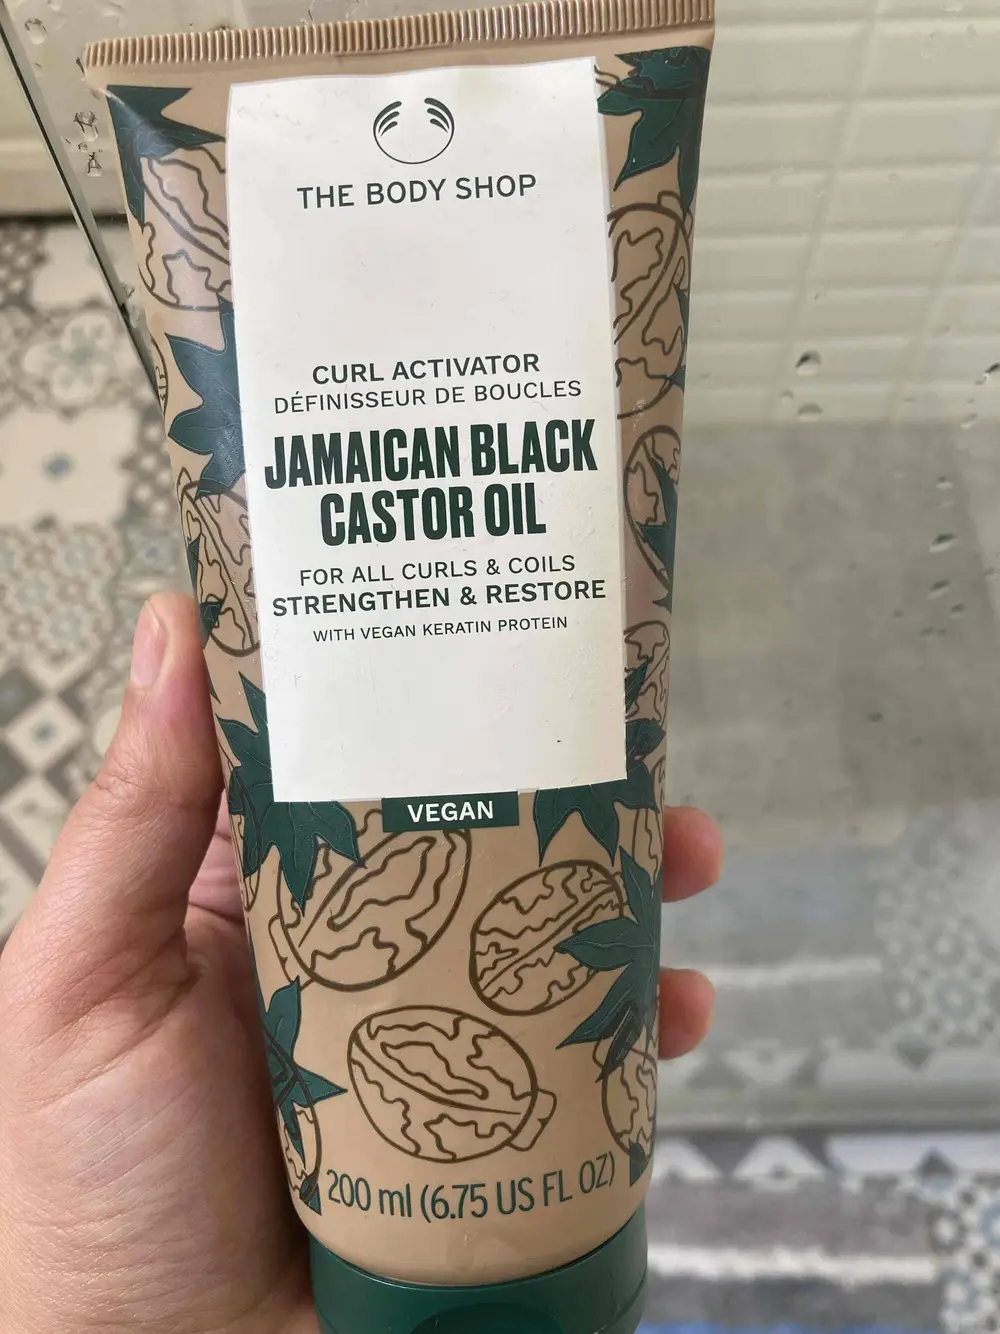 THE BODY SHOP
CURL ACTIVATOR
DÉFINISSEUR DE BOUCLES
JAMAICAN BLACK
CASTOR OIL
FOR ALL CURLS & COILS
STRENGTHEN & RESTORE
WITH VEGAN KERATIN PROTEIN
VEGAN
200 ml (6.75 US FL OZ)